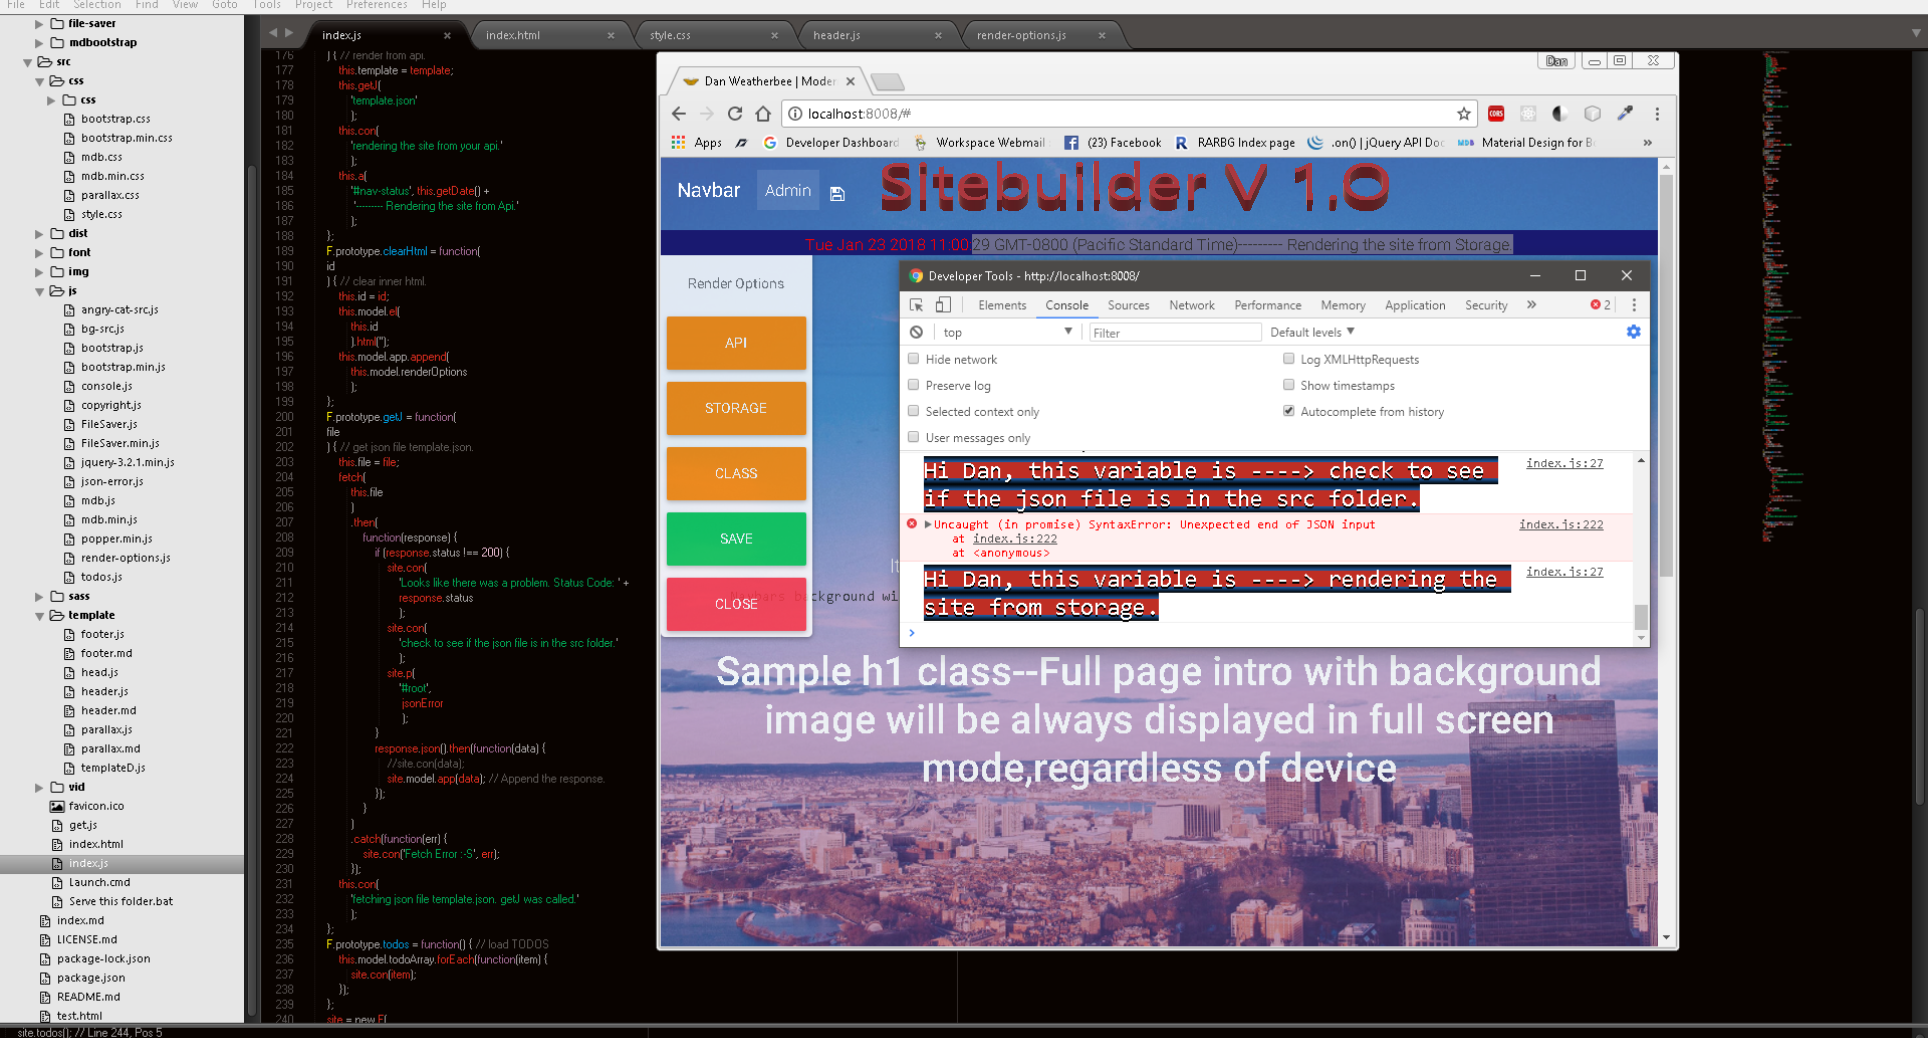 File Edit Selection Find View Goto Tools Project Preferences Help
file-saver
mdbootstrap
src
css
css
bootstrap.css
bootstrap.min.css
mdb.css
mdb.min.css
parallax.css
style.css
dist
font
img
js
angry-cat-src.js
bg-src.js
bootstrap.js
bootstrap.min.js
console.js
copyright.js
FileSaver.js
FileSaver.min.js
jquery-3.2.1.min.js
json-error.js
mdb.js
mdb.min.js
popper.min.js
render-options.js
todos.js
sass
template
footer.js
footer.md
head.js
header.js
header.md
parallax.js
parallax.md
templateD.js
vid
favicon.ico
get.js
index.html
index.js
Launch.cmd
Serve this folder.bat
index.md
LICENSE.md
package-lock.json
package.json
README.md
test.html
site.todos(); // Line 244, Pos 5
index.js index.html style.css header.js render-options.js
176 ) { // render from api.
177 this.template = template;
178 this.getJ(
179 'template.json'
180 );
181 this.con(
182 'rendering the site from your api.'
183 );
184 this.a(
185 '#nav-status', this.getDate() +
186 '--------- Rendering the site from Api.'
187 );
188 };
189 F.prototype.clearHtml = function(
190 id
191 ) { // clear inner html.
192 this.id = id;
193 this.model.el(
194 this.id
195 ).html('');
196 this.model.app.append(
197 this.model.renderOptions
198 );
199 };
200 F.prototype.getJ = function(
201 file
202 ) { // get json file template.json.
203 this.file = file;
204 fetch(
205 this.file
206 )
207 .then(
208 function(response) {
209 if (response.status !== 200) {
210 site.con(
211 'Looks like there was a problem. Status Code: ' +
212 response.status
213 );
214 site.con(
215 'check to see if the json file is in the src folder.'
216 );
217 site.p(
218 '#root',
219 jsonError
220 );
221 }
222 response.json().then(function(data) {
223 //site.con(data);
224 site.model.app(data); // Append the response.
225 });
226 }
227 )
228 .catch(function(err) {
229 site.con('Fetch Error :-S', err);
230 });
231 this.con(
232 'fetching json file template.json. getJ was called.'
233 );
234 };
235 F.prototype.todos = function() { // load TODOS
236 this.model.todoArray.forEach(function(item) {
237 site.con(item);
238 });
239 };
240 site = new F(
Dan
Dan Weatherbee | Moder
localhost:8008/#
CORS
Apps Developer Dashboard Workspace Webmail (23) Facebook RARBG Index page .on() | jQuery API Doc MDB Material Design for B »
Navbar Admin Sitebuilder V 1.0
Tue Jan 23 2018 11:00:29 GMT-0800 (Pacific Standard Time)--------- Rendering the site from Storage.
Render Options
API
STORAGE
CLASS
SAVE
CLOSE
It
Navbars background wi
Developer Tools - http://localhost:8008/
Elements Console Sources Network Performance Memory Application Security » 2
top Filter Default levels
Hide network Log XMLHttpRequests
Preserve log Show timestamps
Selected context only Autocomplete from history
User messages only
Hi Dan, this variable is ----> check to see index.js:27
if the json file is in the src folder.
Uncaught (in promise) SyntaxError: Unexpected end of JSON input index.js:222
at index.js:222
at <anonymous>
Hi Dan, this variable is ----> rendering the index.js:27
site from storage.
Sample h1 class--Full page intro with background
image will be always displayed in full screen
mode,regardless of device